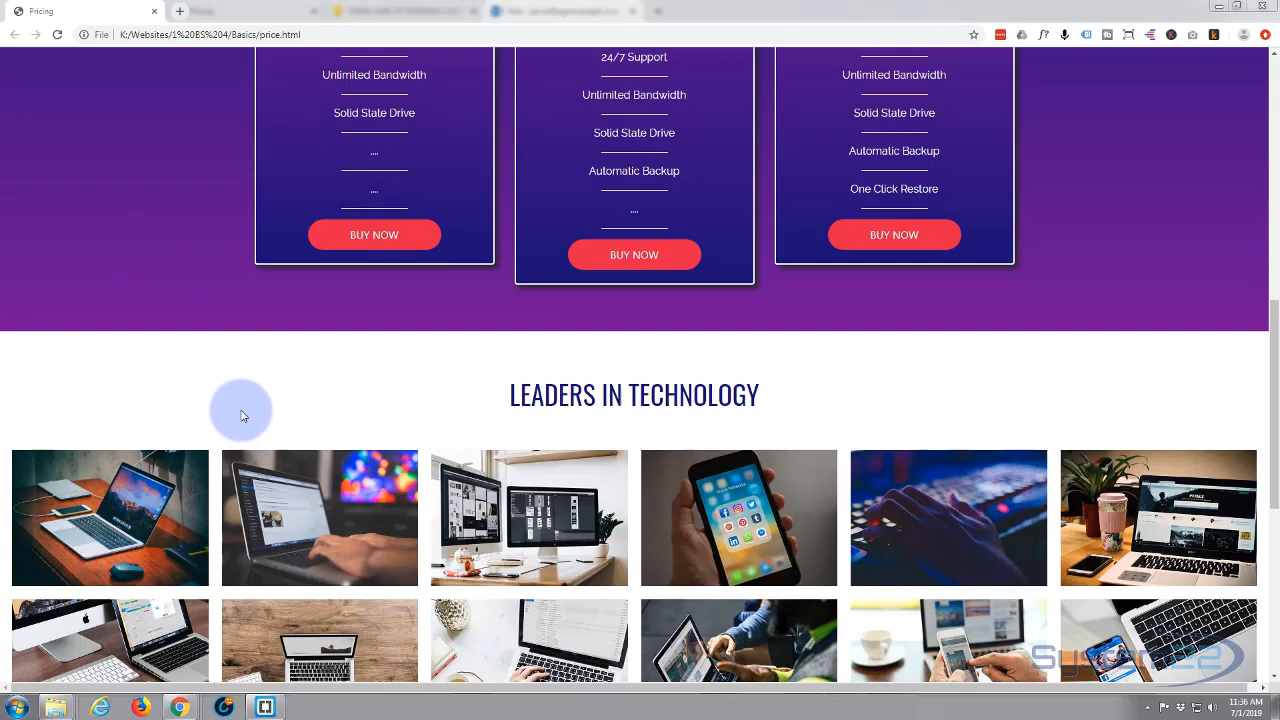 Pricing
File K:/Websites/1%20BS%204/Basics/price.html
24/7 Support
Unlimited Bandwidth
Unlimited Bandwidth
Unlimited Bandwidth
Solid State Drive
Solid State Drive
Solid State Drive
....
Automatic Backup
Automatic Backup
....
....
One Click Restore
BUY NOW
BUY NOW
BUY NOW
LEADERS IN TECHNOLOGY
System22
11:36 AM
7/1/2019